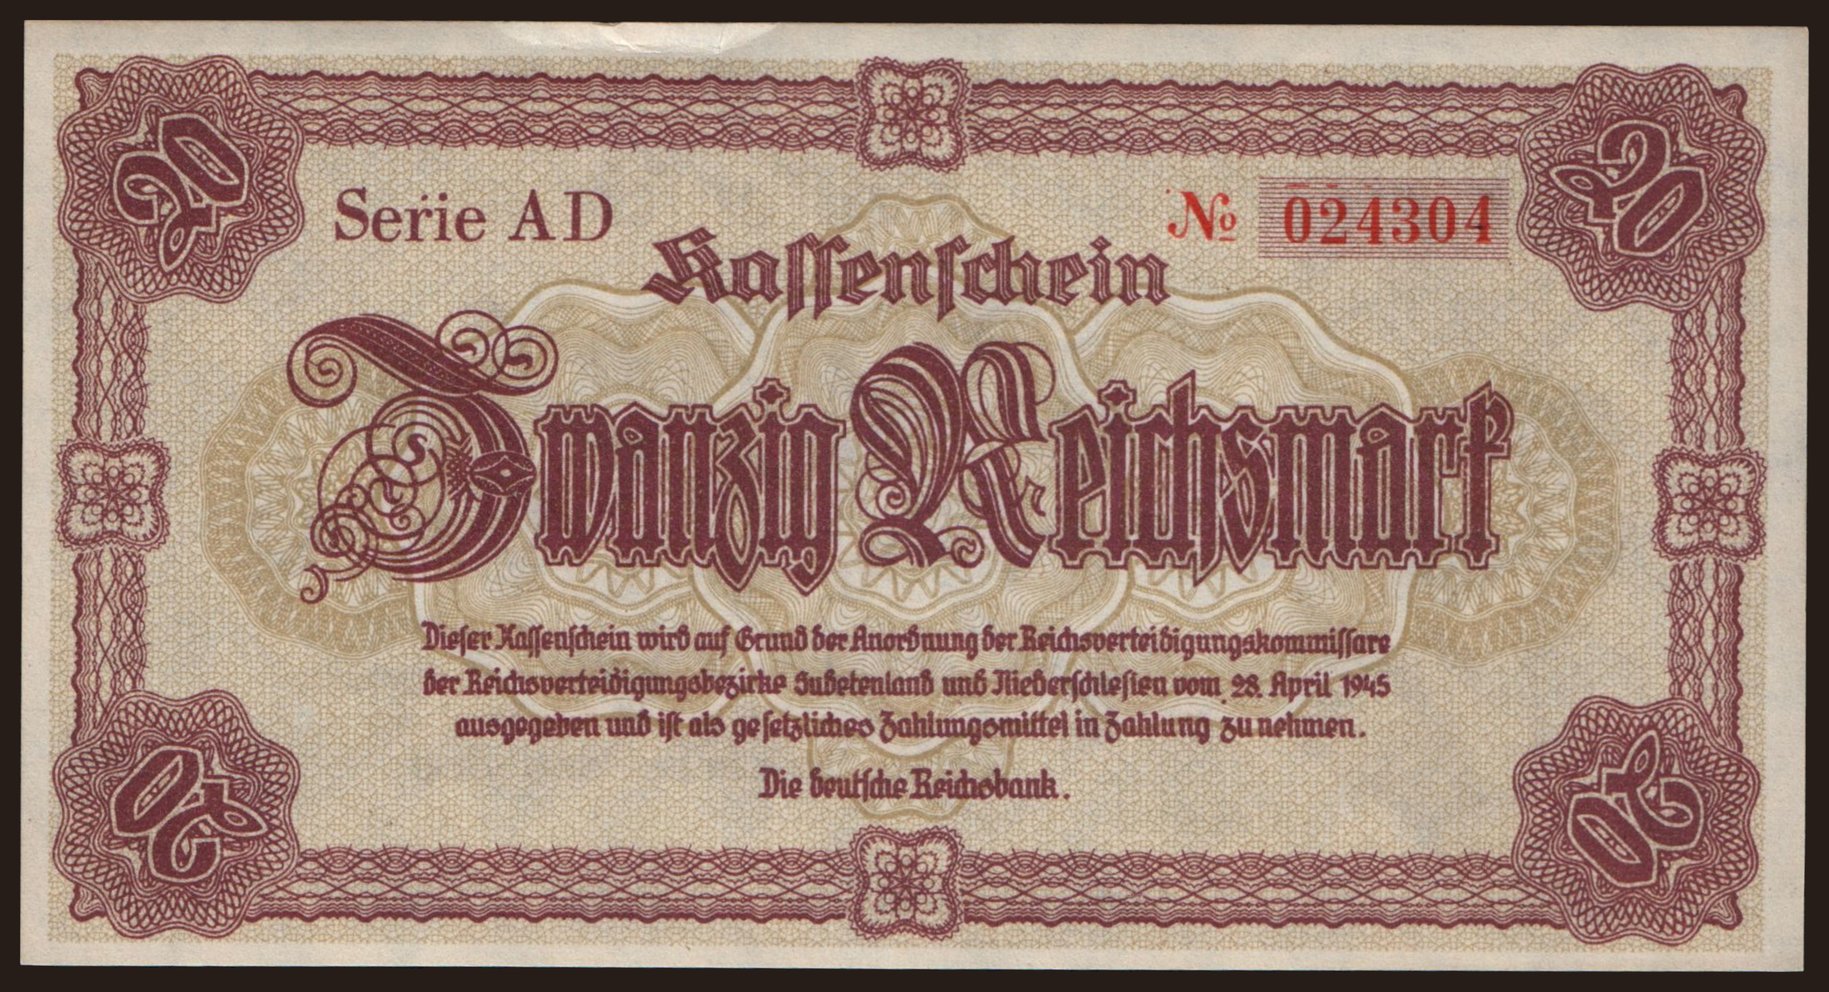 20
20
Serie AD
№ 024304
Kassenschein
Zwanzig Reichsmark
Dieser Kassenschein wird auf Grund der Anordnung der Reichsverteidigungskommissare
der Reichsverteidigungsbezirke Sudetenland und Niederschlesien vom 28. April 1945
ausgegeben und ist als gesetzliches Zahlungsmittel in Zahlung zu nehmen.
Die deutsche Reichsbank.
20
20